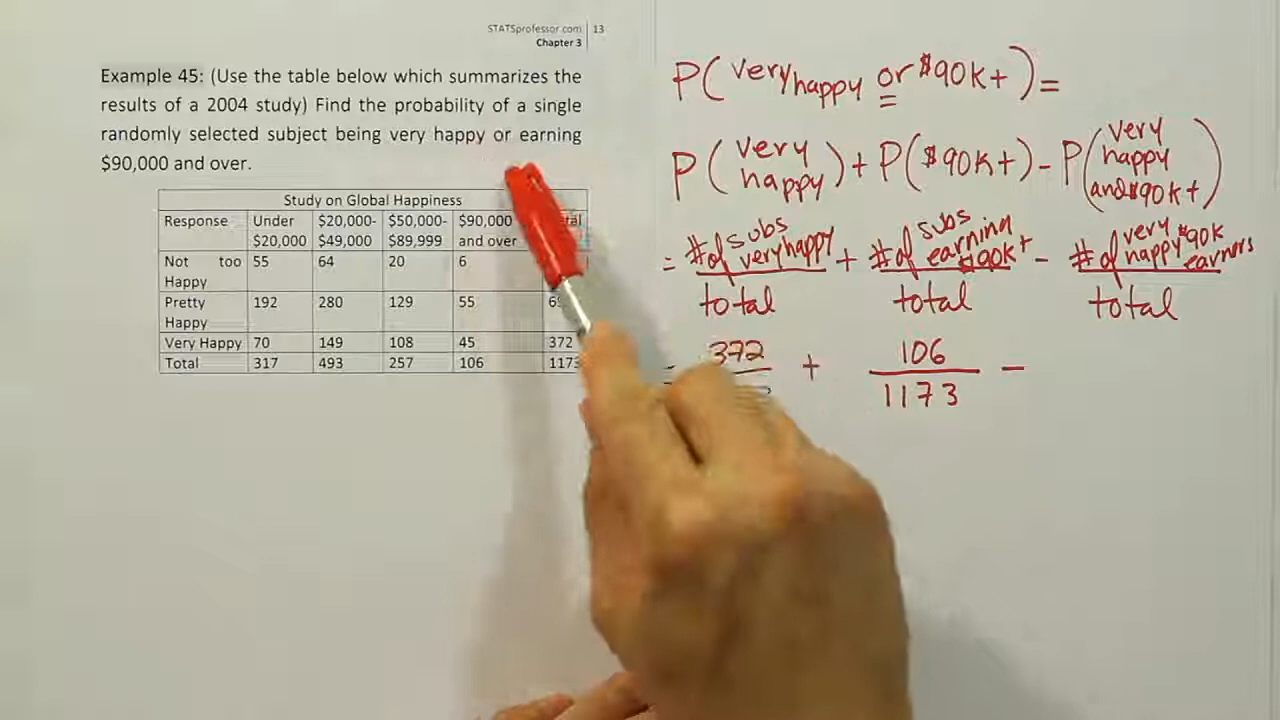 STATSprofessor.com 13
Chapter 3
Example 45: (Use the table below which summarizes the
results of a 2004 study) Find the probability of a single
randomly selected subject being very happy or earning
$90,000 and over.
Study on Global Happiness
Response Under $20,000- $50,000- $90,000
$20,000 $49,000 $89,999 and over
Not too 55 64 20 6
Happy
Pretty 192 280 129 55
Happy
Very Happy 70 149 108 45 372
Total 317 493 257 106 1173
P(very happy or $90K+) =
P(very happy) + P($90K+) - P(very happy and $90K+)
= # of subs very happy / total + # of subs earning $90K+ / total - # of very happy $90K earners / total
= 372 + 106 / 1173 -